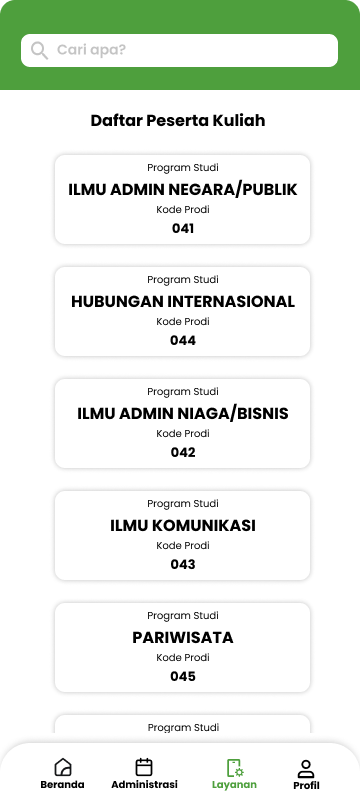 Cari apa?
Daftar Peserta Kuliah
Program Studi
ILMU ADMIN NEGARA/PUBLIK
Kode Prodi
041
Program Studi
HUBUNGAN INTERNASIONAL
Kode Prodi
044
Program Studi
ILMU ADMIN NIAGA/BISNIS
Kode Prodi
042
Program Studi
ILMU KOMUNIKASI
Kode Prodi
043
Program Studi
PARIWISATA
Kode Prodi
045
Program Studi
Beranda Administrasi Layanan Profil